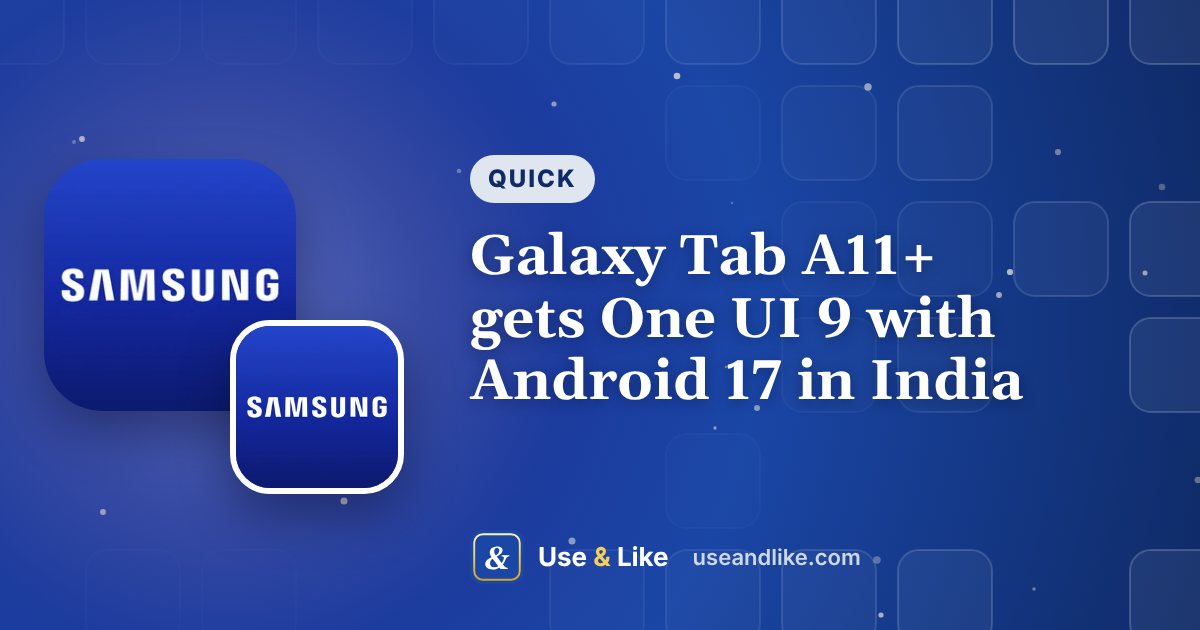 SAMSUNG
SAMSUNG
QUICK
Galaxy Tab A11+
gets One UI 9 with
Android 17 in India
& Use & Like useandlike.com